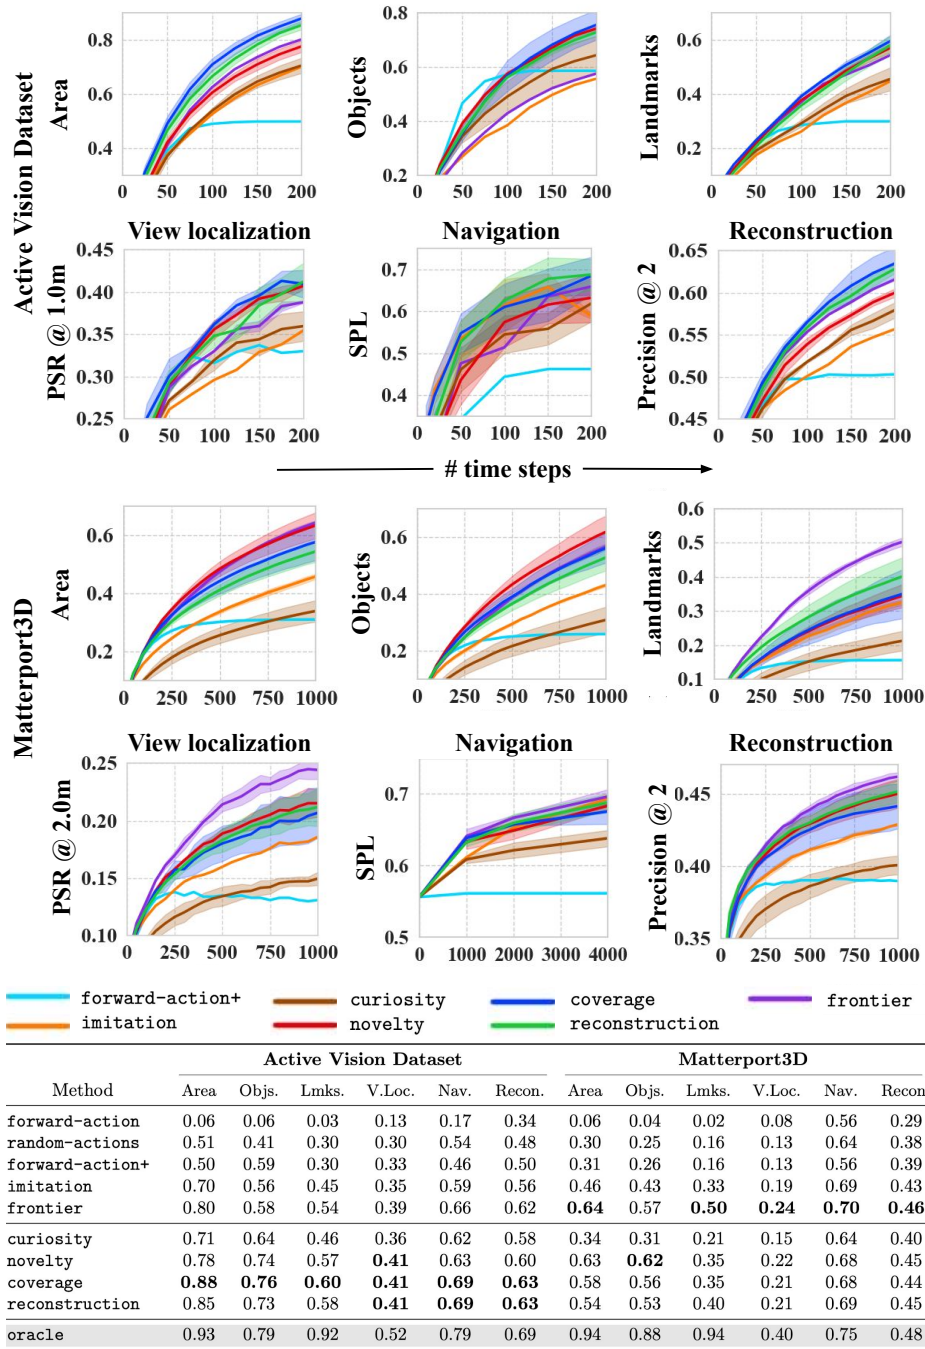 Active Vision Dataset
Area
0.8
0.6
0.4
0 50 100 150 200
Objects
0.8
0.6
0.4
0.2
0 50 100 150 200
Landmarks
0.6
0.4
0.2
0 50 100 150 200
View localization
PSR @ 1.0m
0.45
0.40
0.35
0.30
0.25
0 50 100 150 200
Navigation
SPL
0.7
0.6
0.5
0.4
0 50 100 150 200
Reconstruction
Precision @ 2
0.65
0.60
0.55
0.50
0.45
0 50 100 150 200
# time steps
Matterport3D
Area
0.6
0.4
0.2
0 250 500 750 1000
Objects
0.6
0.4
0.2
0 250 500 750 1000
Landmarks
0.6
0.5
0.4
0.3
0.2
0.1
0 250 500 750 1000
View localization
PSR @ 2.0m
0.25
0.20
0.15
0.10
0 250 500 750 1000
Navigation
SPL
0.7
0.6
0.5
0 1000 2000 3000 4000
Reconstruction
Precision @ 2
0.45
0.40
0.35
0 250 500 750 1000
forward-action+ curiosity coverage frontier
imitation novelty reconstruction
Active Vision Dataset Matterport3D
Method Area Objs. Lmks. V.Loc. Nav. Recon. Area Objs. Lmks. V.Loc. Nav. Recon
forward-action 0.06 0.06 0.03 0.13 0.17 0.34 0.06 0.04 0.02 0.08 0.56 0.29
random-actions 0.51 0.41 0.30 0.30 0.54 0.48 0.30 0.25 0.16 0.13 0.64 0.38
forward-action+ 0.50 0.59 0.30 0.33 0.46 0.50 0.31 0.26 0.16 0.13 0.56 0.39
imitation 0.70 0.56 0.45 0.35 0.59 0.56 0.46 0.43 0.33 0.19 0.69 0.43
frontier 0.80 0.58 0.54 0.39 0.66 0.62 0.64 0.57 0.50 0.24 0.70 0.46
curiosity 0.71 0.64 0.46 0.36 0.62 0.58 0.34 0.31 0.21 0.15 0.64 0.40
novelty 0.78 0.74 0.57 0.41 0.63 0.60 0.63 0.62 0.35 0.22 0.68 0.45
coverage 0.88 0.76 0.60 0.41 0.69 0.63 0.58 0.56 0.35 0.21 0.68 0.44
reconstruction 0.85 0.73 0.58 0.41 0.69 0.63 0.54 0.53 0.40 0.21 0.69 0.45
oracle 0.93 0.79 0.92 0.52 0.79 0.69 0.94 0.88 0.94 0.40 0.75 0.48